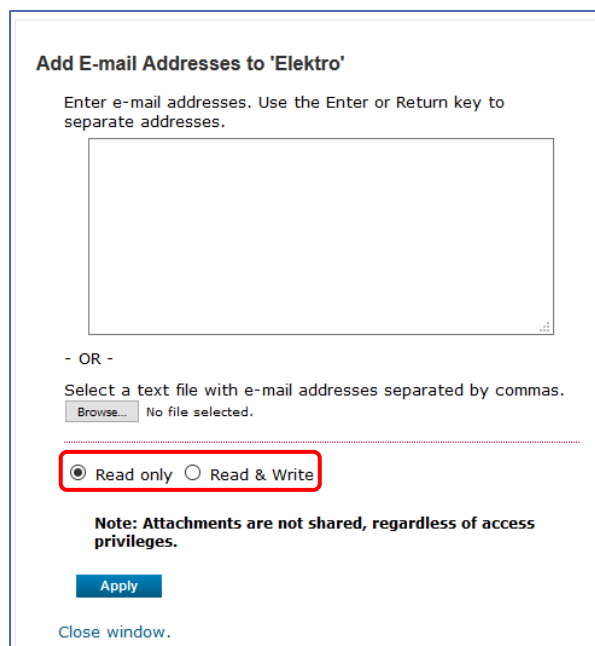 Add E-mail Addresses to 'Elektro'
Enter e-mail addresses. Use the Enter or Return key to
separate addresses.
- OR -
Select a text file with e-mail addresses separated by commas.
Browse... No file selected.
Read only Read & Write
Note: Attachments are not shared, regardless of access
privileges.
Apply
Close window.